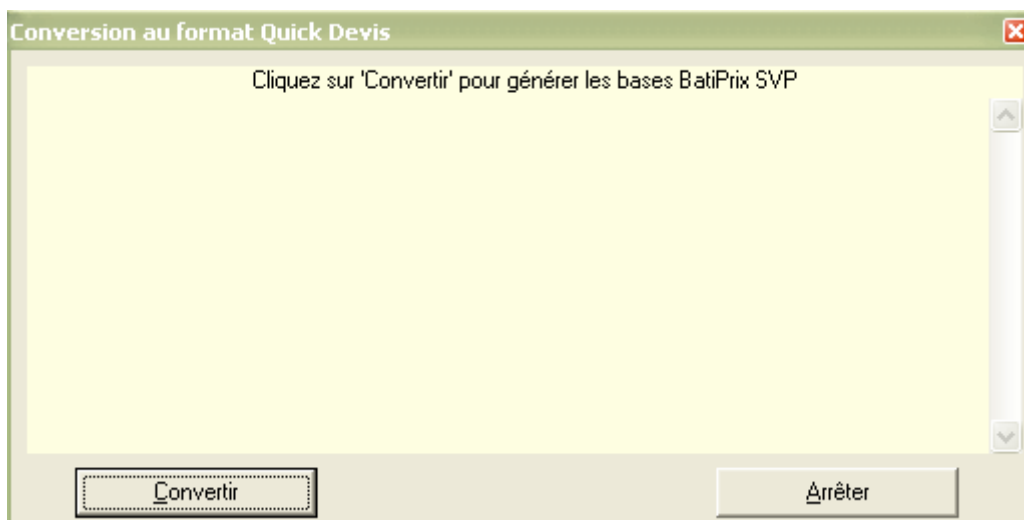 Conversion au format Quick Devis
Cliquez sur 'Convertir' pour générer les bases BatiPrix SVP
Convertir
Arrêter